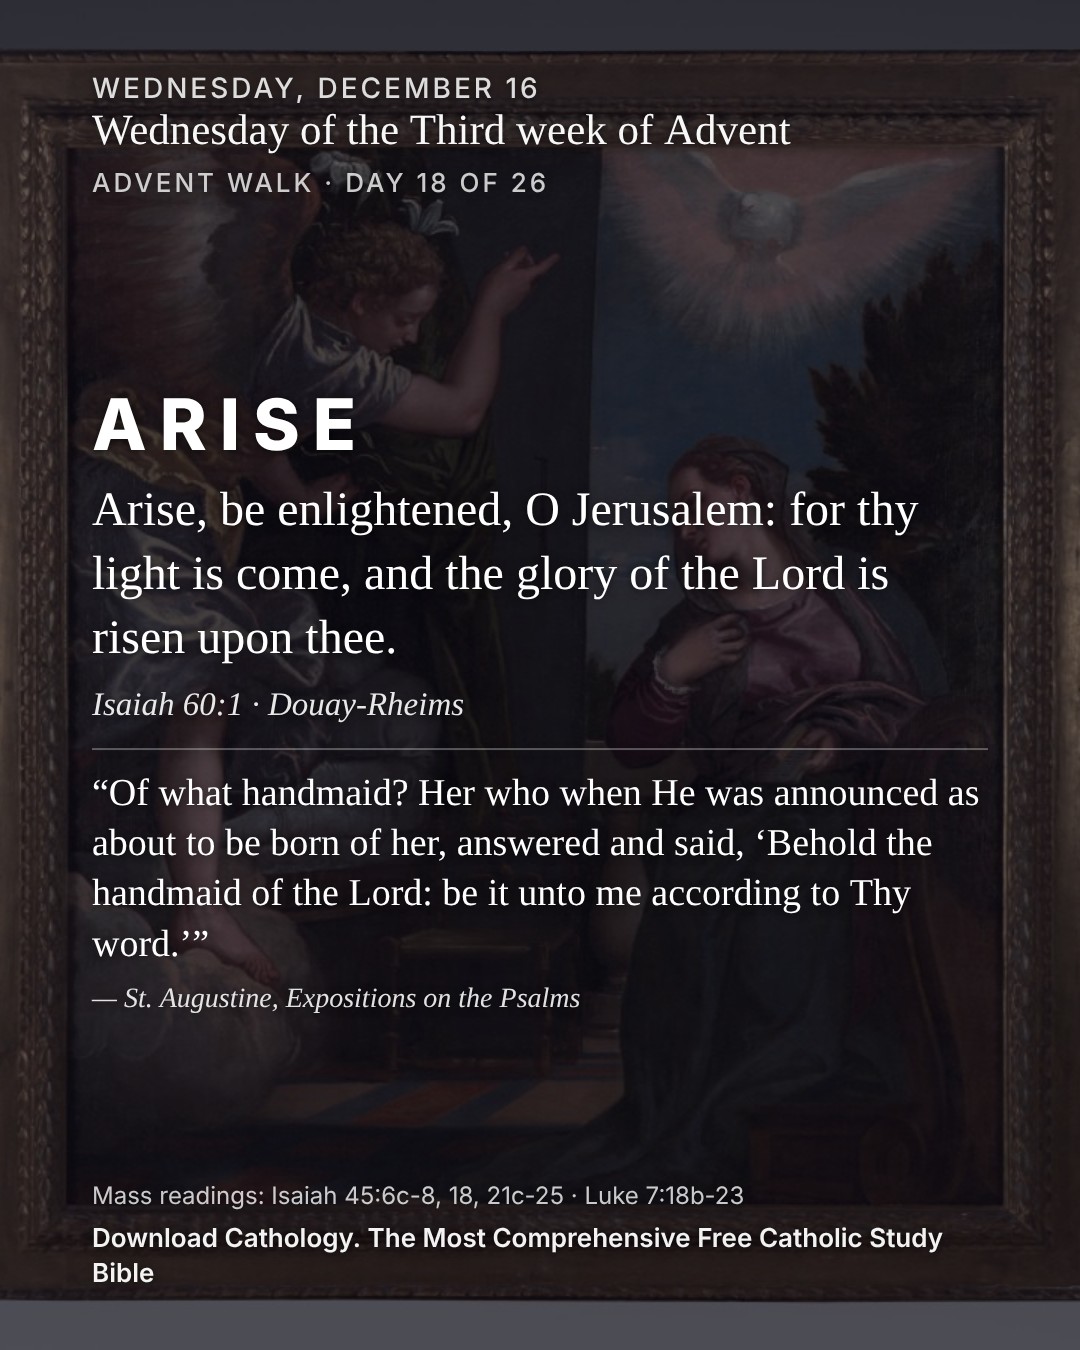 WEDNESDAY, DECEMBER 16
Wednesday of the Third week of Advent
ADVENT WALK · DAY 18 OF 26
ARISE
Arise, be enlightened, O Jerusalem: for thy
light is come, and the glory of the Lord is
risen upon thee.
Isaiah 60:1 · Douay-Rheims
“Of what handmaid? Her who when He was announced as
about to be born of her, answered and said, ‘Behold the
handmaid of the Lord: be it unto me according to Thy
word.’”
— St. Augustine, Expositions on the Psalms
Mass readings: Isaiah 45:6c-8, 18, 21c-25 · Luke 7:18b-23
Download Cathology. The Most Comprehensive Free Catholic Study
Bible